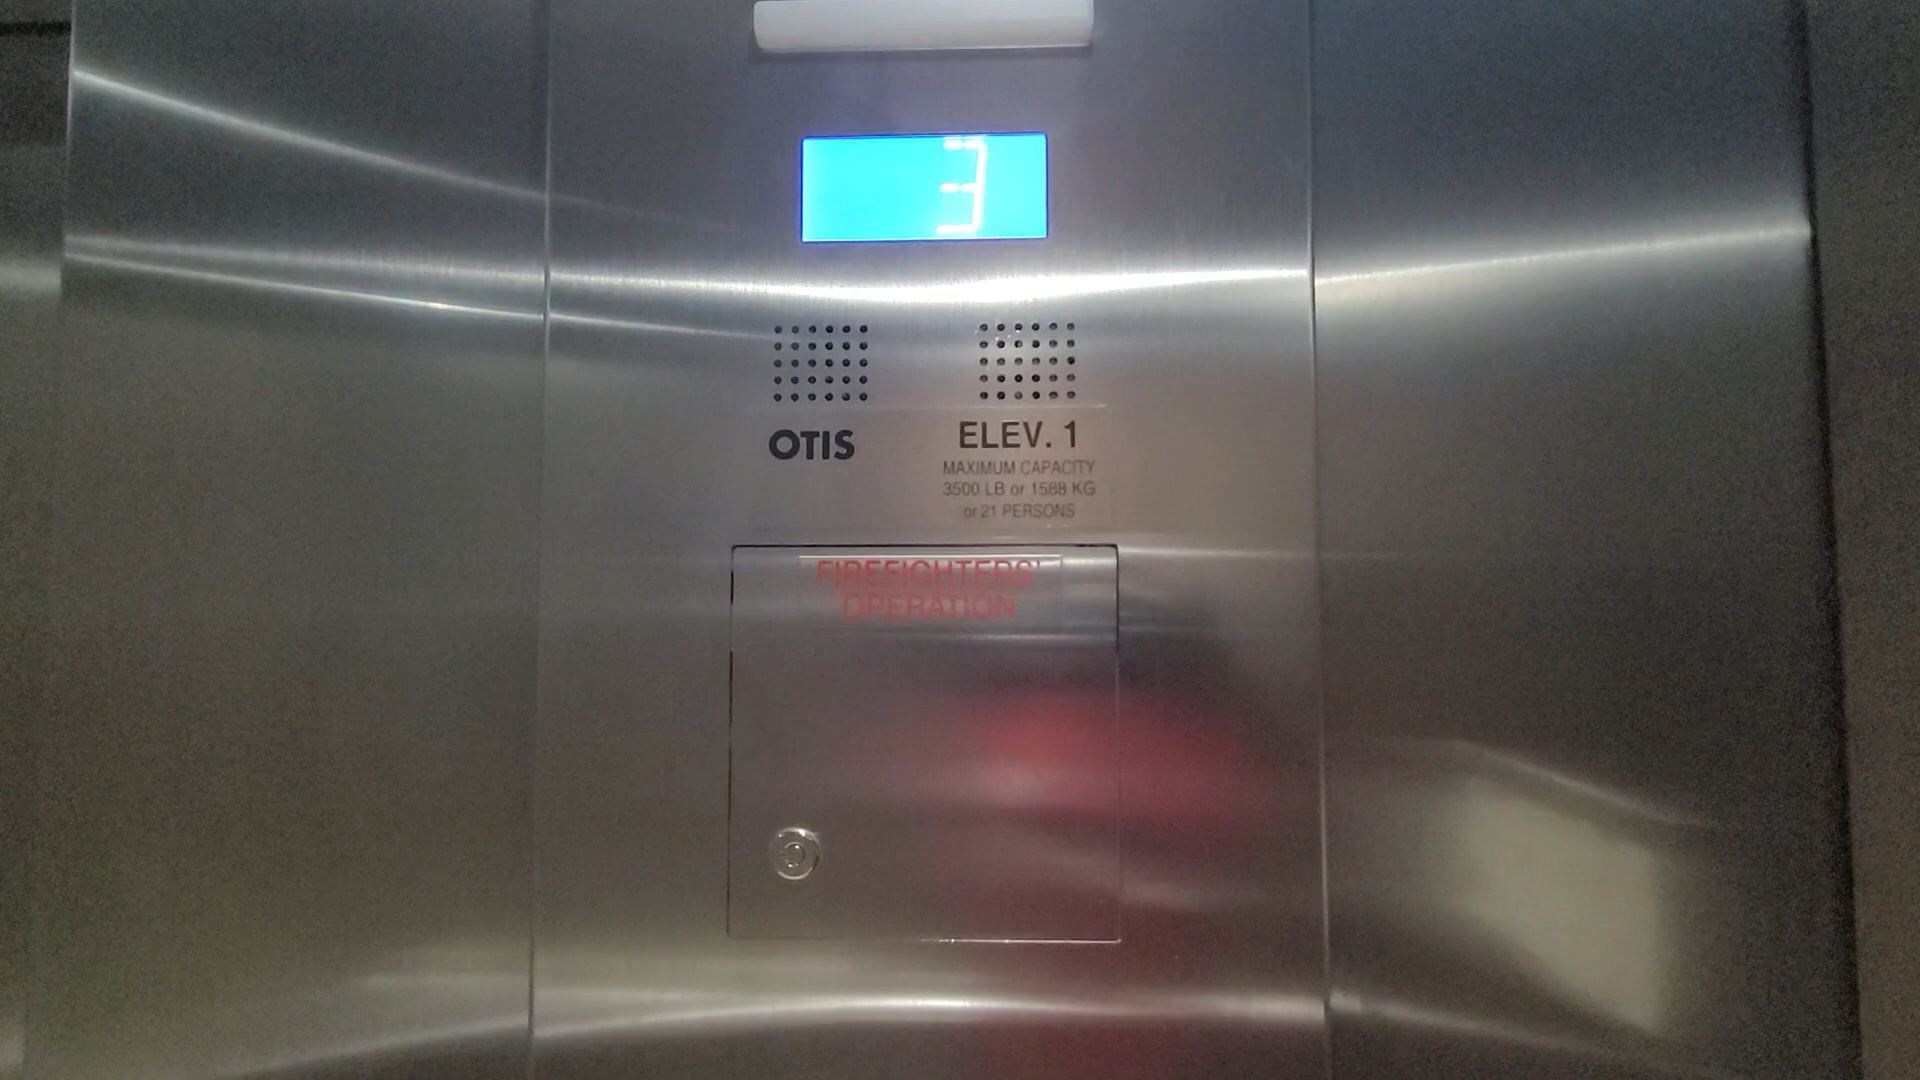 3
OTIS
ELEV. 1
MAXIMUM CAPACITY
3500 LB or 1588 KG
or 21 PERSONS
FIREFIGHTERS'
OPERATION